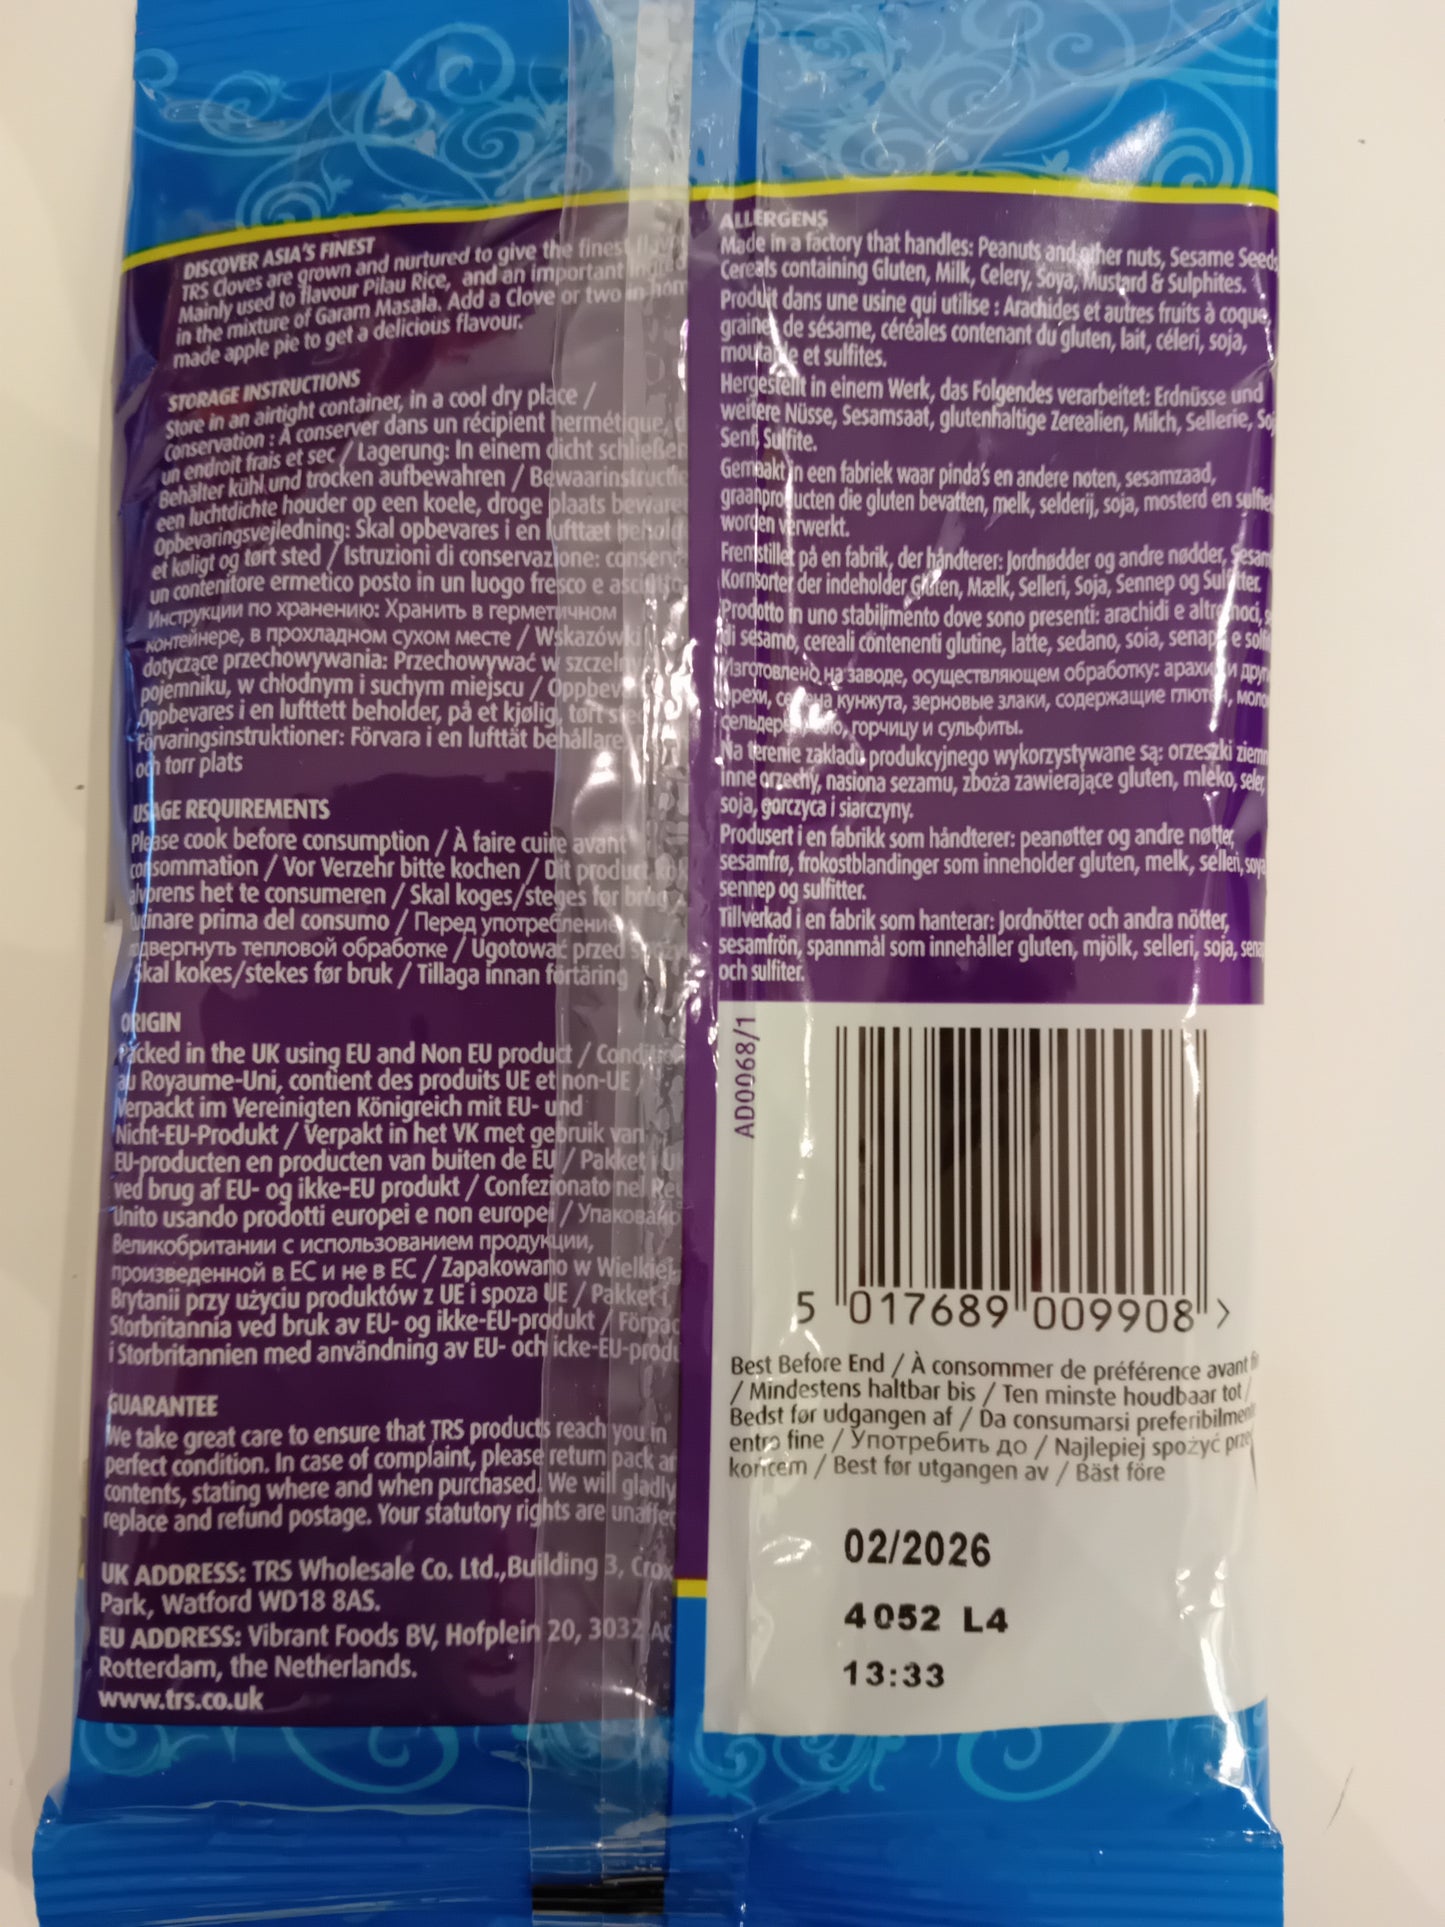 DISCOVER ASIA'S FINEST
TRS Cloves are grown and nurtured to give the finest
Mainly used to flavour Pilau Rice, and an important
in the mixture of Garam Masala. Add a Clove or two in
made apple pie to get a delicious flavour.
STORAGE INSTRUCTIONS
Store in an airtight container, in a cool dry place /
Conservation : À conserver dans un récipient hermétique,
un endroit frais et sec / Lagerung: In einem dicht schließen
Behälter kühl und trocken aufbewahren / Bewaarinstructie
een luchtdichte houder op een koele, droge plaats beware
Opbevaringsvejledning: Skal opbevares i en lufttæt behold
et køligt og tørt sted / Istruzioni di conservazione: conserv
un contenitore ermetico posto in un luogo fresco e asciutto
Инструкции по хранению: Хранить в герметичном
контейнере, в прохладном сухом месте / Wskazówki
dotyczące przechowywania: Przechowywać w szczelny
pojemniku, w chłodnym i suchym miejscu / Oppbev
Oppbevares i en lufttett beholder, på et kjølig, tørt
Förvaringsinstruktioner: Förvara i en lufttät behållare
och torr plats
USAGE REQUIREMENTS
Please cook before consumption / À faire cuire avant
consommation / Vor Verzehr bitte kochen / Dit product
alvorens het te consumeren / Skal koges/steges før brug
Cucinare prima del consumo / Перед употребление
подвергнуть тепловой обработке / Ugotować przed
Skal kokes/stekes før bruk / Tillaga innan förtäring
ORIGIN
Packed in the UK using EU and Non EU product /
au Royaume-Uni, contient des produits UE et non-UE /
Verpackt im Vereinigten Königreich mit EU- und
Nicht-EU-Produkt / Verpakt in het VK met gebruik van
EU-producten en producten van buiten de EU / Pakket i
ved brug af EU- og ikke-EU produkt / Confezionato nel
Unito usando prodotti europei e non europei / Упаковано
Великобритании с использованием продукции,
произведенной в ЕС и не в ЕС / Zapakowano w Wielkiej
Brytanii przy użyciu produktów z UE i spoza UE / Pakket i
Storbritannia ved bruk av EU- og ikke-EU-produkt /
i Storbritannien med användning av EU- och icke-EU-produ
GUARANTEE
We take great care to ensure that TRS products reach you in
perfect condition. In case of complaint, please return pack
contents, stating where and when purchased. We will gladly
replace and refund postage. Your statutory rights are
UK ADDRESS: TRS Wholesale Co. Ltd.,Building 3,
Park, Watford WD18 8AS.
EU ADDRESS: Vibrant Foods BV, Hofplein 20, 3032
Rotterdam, the Netherlands.
www.trs.co.uk
ALLERGENS
Made in a factory that handles: Peanuts and other nuts, Sesame Seeds
Cereals containing Gluten, Milk, Celery, Soya, Mustard & Sulphites.
Produit dans une usine qui utilise : Arachides et autres fruits à coque,
graines de sésame, céréales contenant du gluten, lait, céleri, soja,
moutarde et sulfites.
Hergestellt in einem Werk, das Folgendes verarbeitet: Erdnüsse und
weitere Nüsse, Sesamsaat, glutenhaltige Zerealien, Milch, Sellerie,
Senf, Sulfite.
Gemaakt in een fabriek waar pinda's en andere noten, sesamzaad,
graanproducten die gluten bevatten, melk, selderij, soja, mosterd en sulfiet
worden verwerkt.
Fremstillet på en fabrik, der håndterer: Jordnødder og andre nødder,
Kornsorter der indeholder Gluten, Mælk, Selleri, Soja, Sennep og Sulfitter.
Prodotto in uno stabilimento dove sono presenti: arachidi e altre noci,
di sesamo, cereali contenenti glutine, latte, sedano, soia, senape e
Изготовлено на заводе, осуществляющем обработку: арахиса и
орехи, семена кунжута, зерновые злаки, содержащие глютен,
горчицу и сульфиты.
Na terenie zakładu produkcyjnego wykorzystywane są: orzeszki
inne orzechy, nasiona sezamu, zboża zawierające gluten, mleko, seler,
soja, gorczyca i siarczyny.
Produsert i en fabrikk som håndterer: peanøtter og andre nøtter,
sesamfrø, frokostblandinger som inneholder gluten, melk, selleri, soya
sennep og sulfitter.
Tillverkad i en fabrik som hanterar: Jordnötter och andra nötter,
sesamfrön, spannmål som innehåller gluten, mjölk, selleri, soja,
och sulfiter.
AD0068/1
5 017689 009908 >
Best Before End / À consommer de préférence avant
/ Mindestens haltbar bis / Ten minste houdbaar tot /
Bedst før udgangen af / Da consumarsi preferibilmente
entro fine / Употребить до / Najlepiej spożyć
końcem / Best før utgangen av / Bäst före
02/2026
4052 L4
13:33